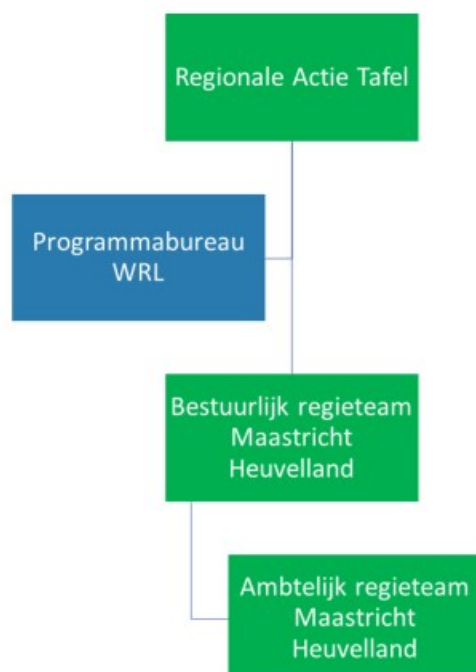 Regionale Actie Tafel
Programmabureau
WRL
Bestuurlijk regieteam
Maastricht
Heuvelland
Ambtelijk regieteam
Maastricht
Heuvelland